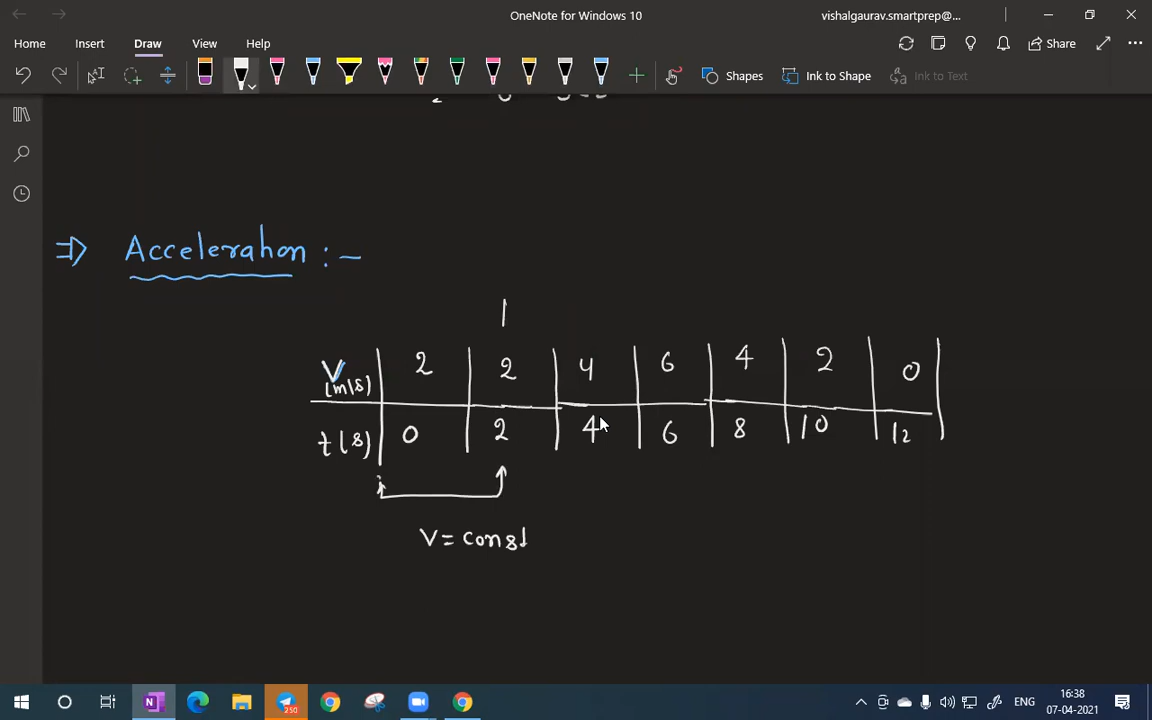 OneNote for Windows 10
vishalgaurav.smartprep@...
Home Insert Draw View Help
Share
Shapes Ink to Shape Ink to Text
⇒ Acceleration :-
V (m/s) 2 2 4 6 4 2 0
t(s) 0 2 4 6 8 10 12
V = const
250
ENG
16:38
07-04-2021